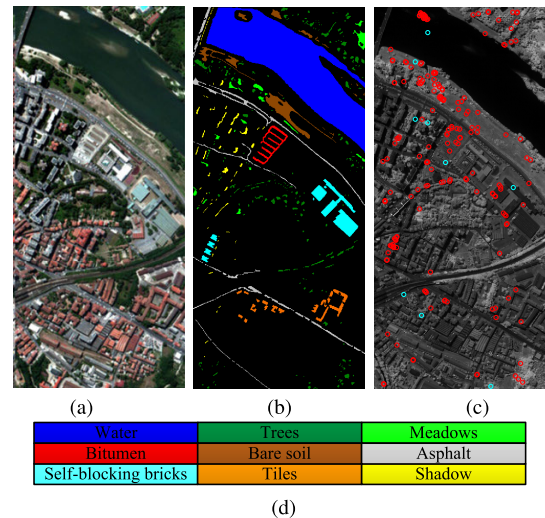 (a) (b) (c)
Water Trees Meadows
Bitumen Bare soil Asphalt
Self-blocking bricks Tiles Shadow
(d)